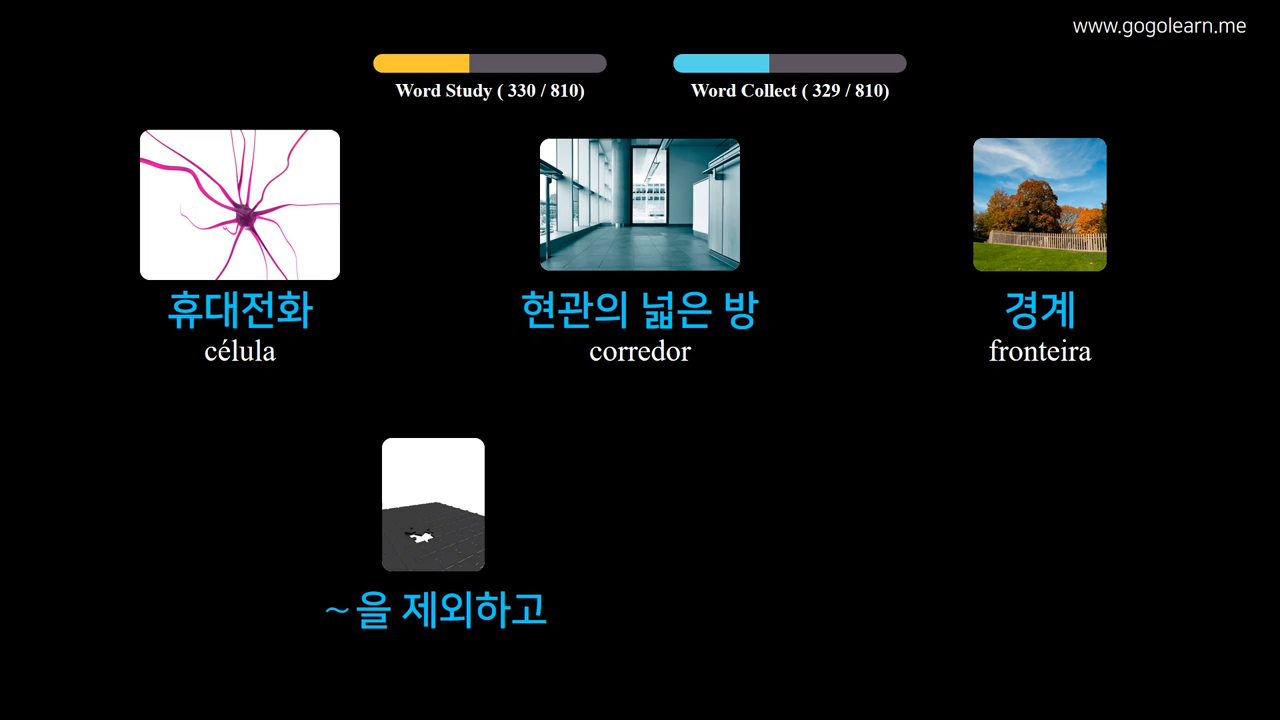 www.gogolearn.me
Word Study ( 330 / 810)
Word Collect ( 329 / 810)
휴대전화
célula
현관의 넓은 방
corredor
경계
fronteira
~을 제외하고